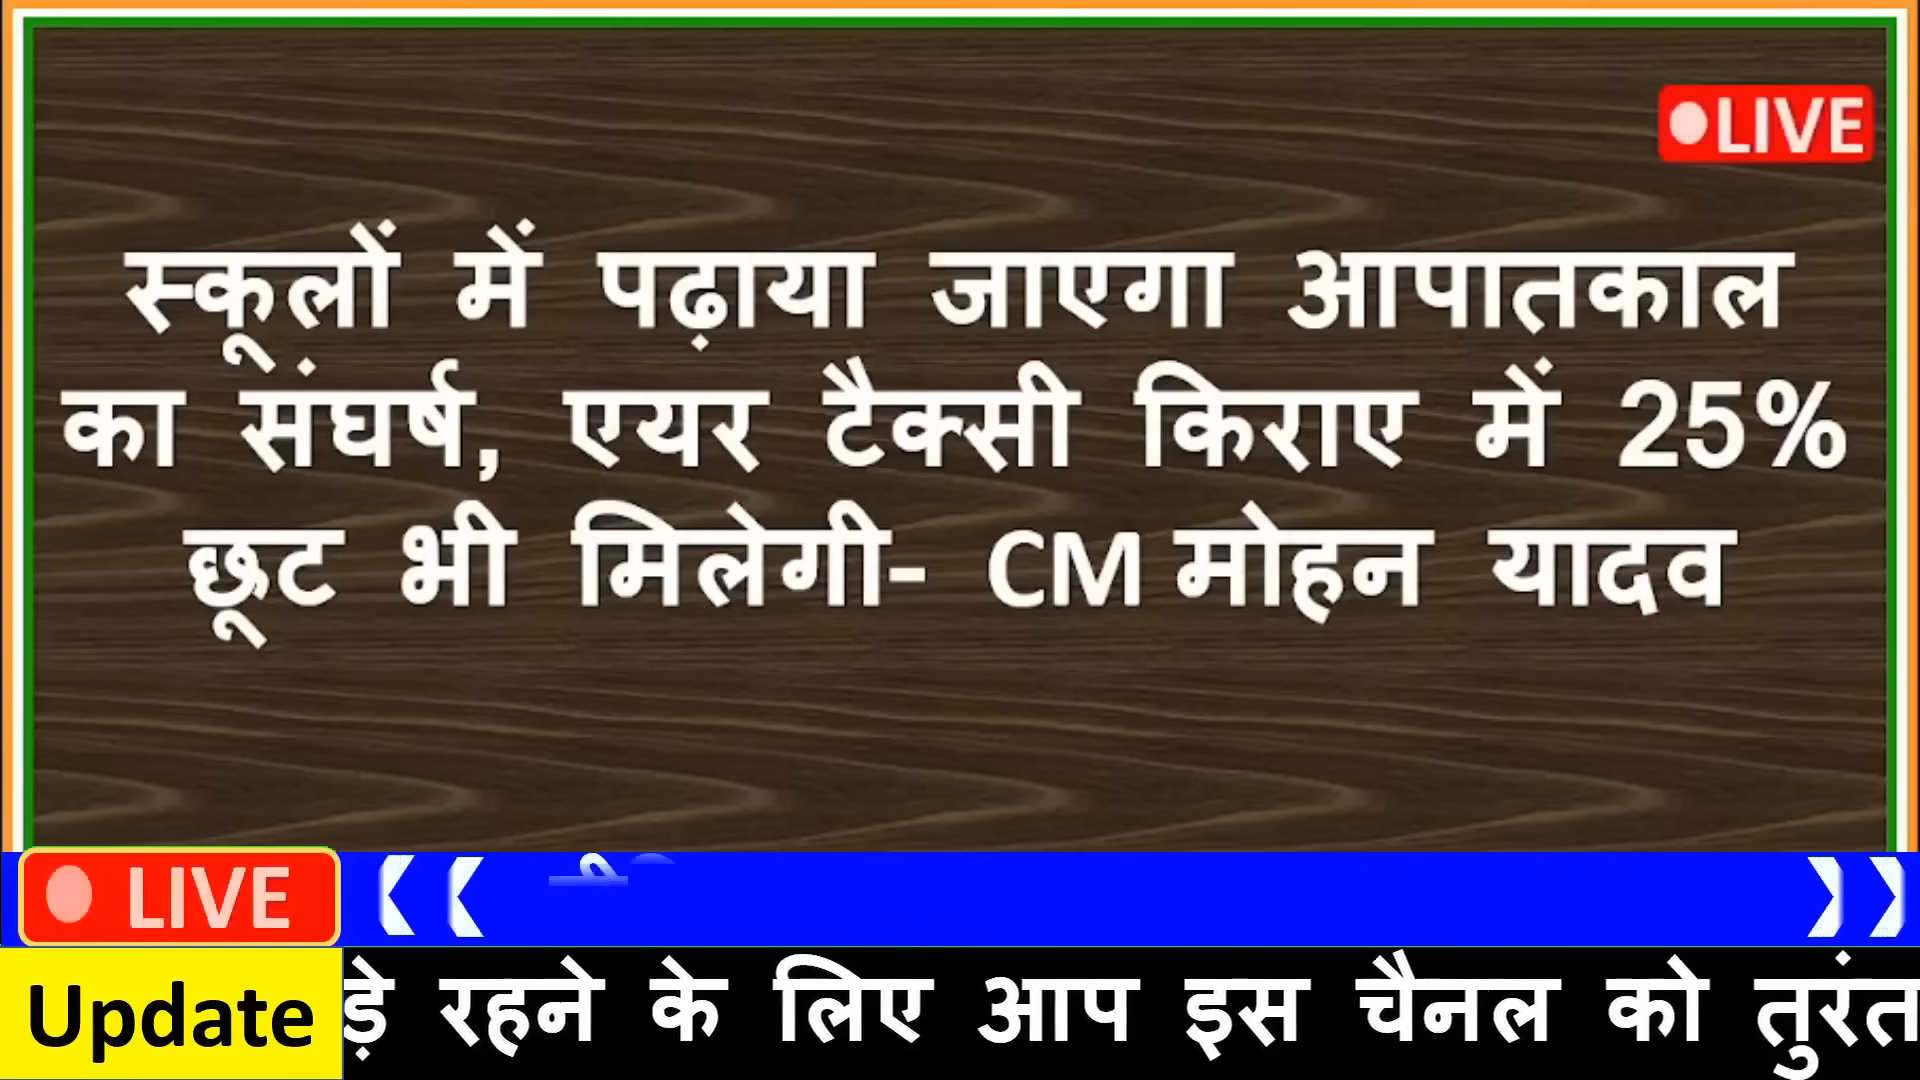 LIVE
स्कूलों में पढ़ाया जाएगा आपातकाल
का संघर्ष, एयर टैक्सी किराए में 25%
छूट भी मिलेगी- CM मोहन यादव
LIVE
Update
ड़े रहने के लिए आप इस चैनल को तुरंत